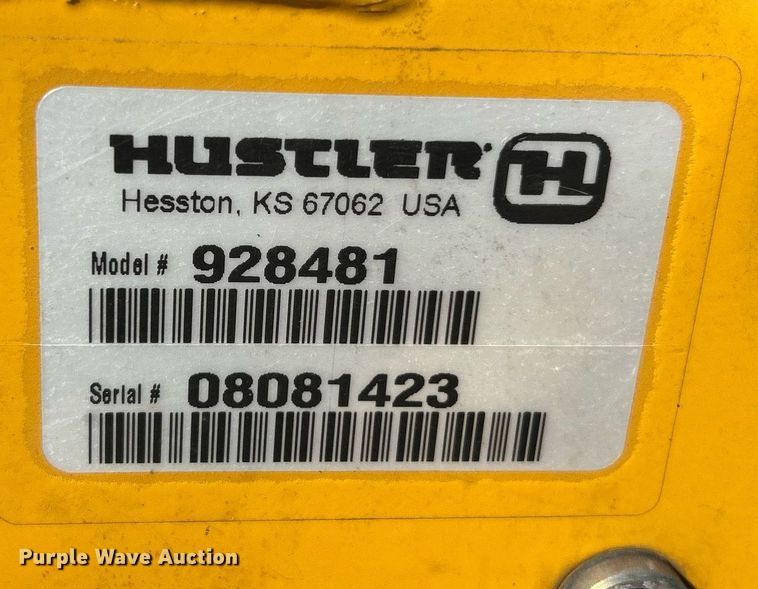 HUSTLER
H
Hesston, KS 67062 USA
Model # 928481
Serial # 08081423
Purple Wave Auction